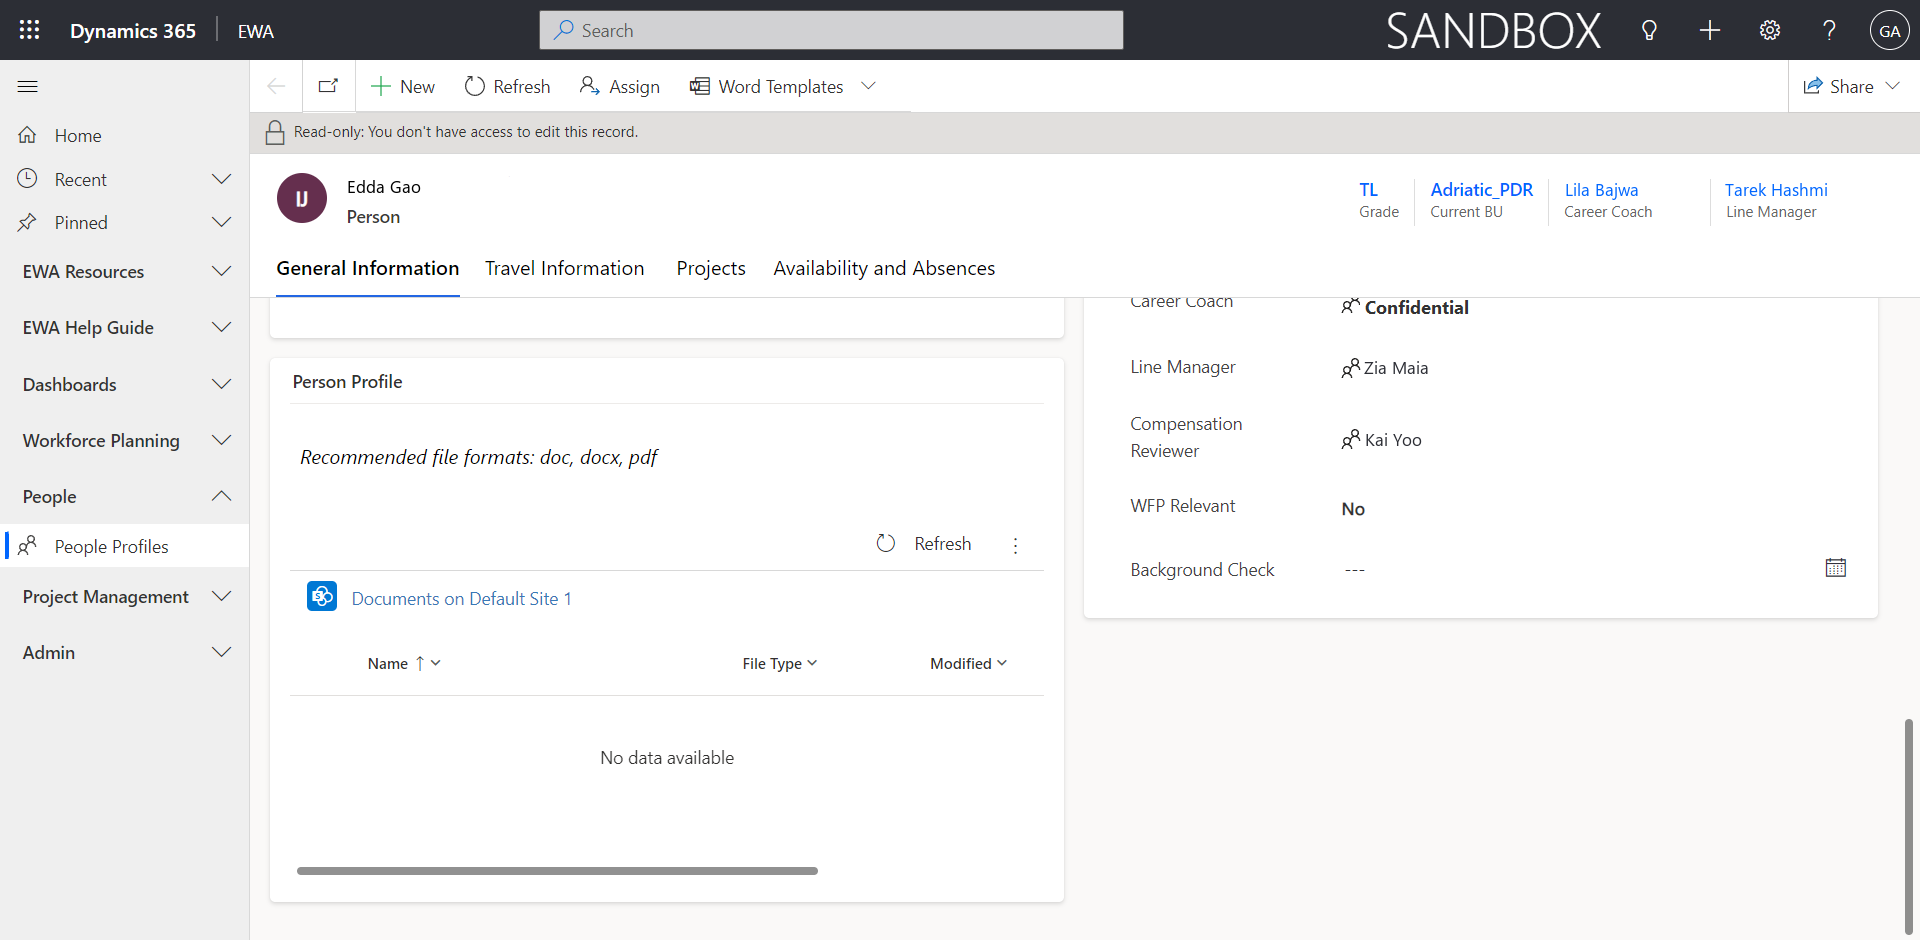 Dynamics 365
EWA
Search
SANDBOX
GA
New
Refresh
Assign
Word Templates
Share
Read-only: You don't have access to edit this record.
Home
Recent
Pinned
EWA Resources
EWA Help Guide
Dashboards
Workforce Planning
People
People Profiles
Project Management
Admin
IJ
Edda Gao
Person
TL
Grade
Adriatic_PDR
Current BU
Lila Bajwa
Career Coach
Tarek Hashmi
Line Manager
General Information
Travel Information
Projects
Availability and Absences
Person Profile
Recommended file formats: doc, docx, pdf
Refresh
Documents on Default Site 1
Name
File Type
Modified
No data available
Career Coach
Confidential
Line Manager
Zia Maia
Compensation
Reviewer
Kai Yoo
WFP Relevant
No
Background Check
---